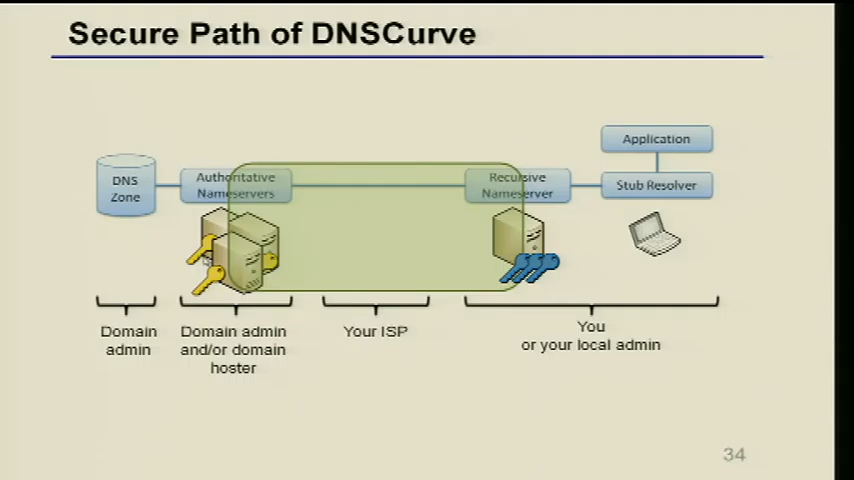 Secure Path of DNSCurve
Application
DNS
Zone
Authoritative
Nameservers
Recursive
Nameserver
Stub Resolver
Domain
admin
Domain admin
and/or domain
hoster
Your ISP
You
or your local admin
34